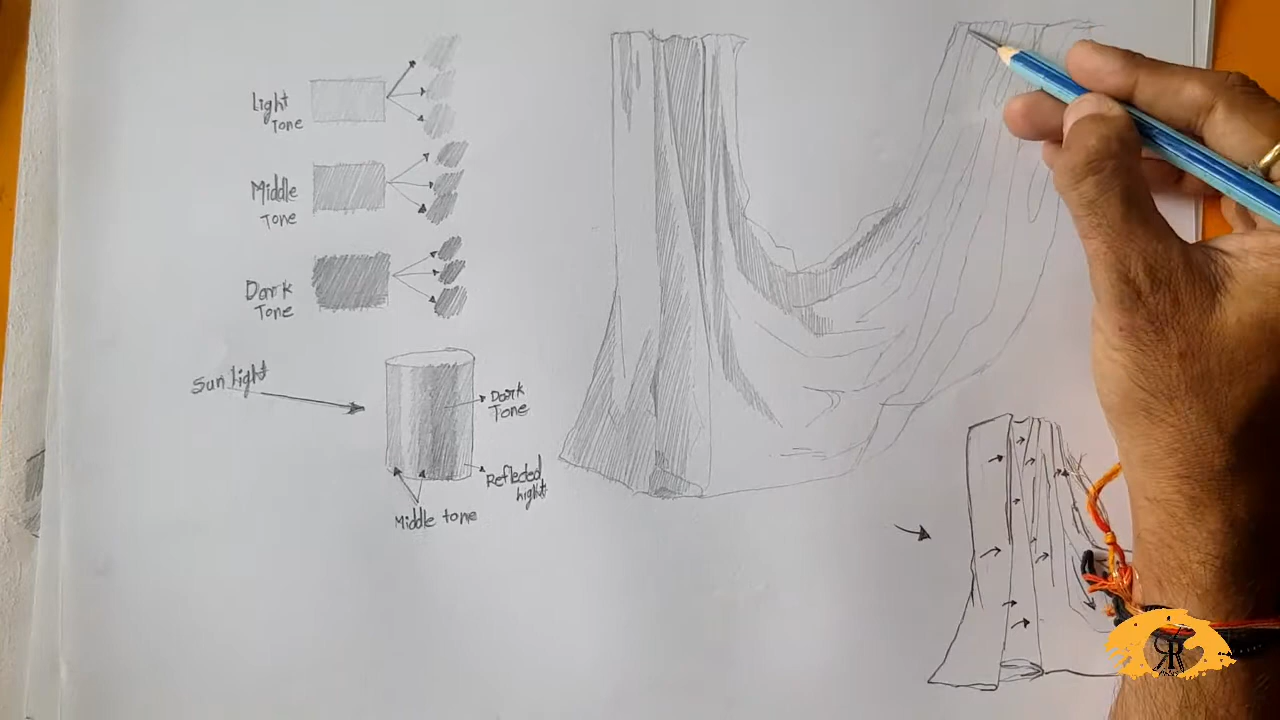 Light
Tone
Middle
Tone
Dark
Tone
Sun light
Dark
Tone
Reflected
light
Middle tone
R